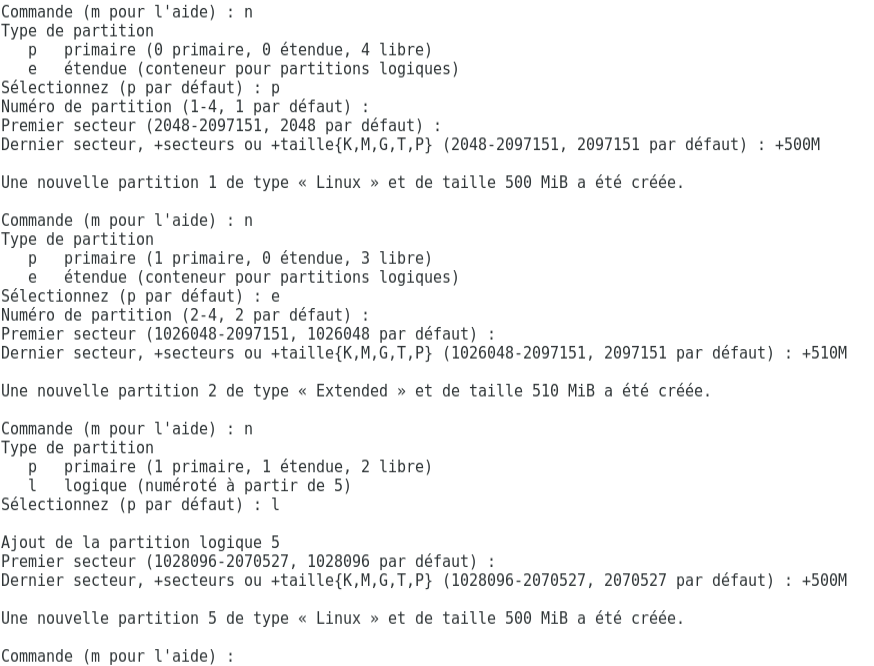 Commande (m pour l'aide) : n
Type de partition
p   primaire (0 primaire, 0 étendue, 4 libre)
e   étendue (conteneur pour partitions logiques)
Sélectionnez (p par défaut) : p
Numéro de partition (1-4, 1 par défaut) :
Premier secteur (2048-2097151, 2048 par défaut) :
Dernier secteur, +secteurs ou +taille{K,M,G,T,P} (2048-2097151, 2097151 par défaut) : +500M
Une nouvelle partition 1 de type « Linux » et de taille 500 MiB a été créée.
Commande (m pour l'aide) : n
Type de partition
p   primaire (1 primaire, 0 étendue, 3 libre)
e   étendue (conteneur pour partitions logiques)
Sélectionnez (p par défaut) : e
Numéro de partition (2-4, 2 par défaut) :
Premier secteur (1026048-2097151, 1026048 par défaut) :
Dernier secteur, +secteurs ou +taille{K,M,G,T,P} (1026048-2097151, 2097151 par défaut) : +510M
Une nouvelle partition 2 de type « Extended » et de taille 510 MiB a été créée.
Commande (m pour l'aide) : n
Type de partition
p   primaire (1 primaire, 1 étendue, 2 libre)
l   logique (numéroté à partir de 5)
Sélectionnez (p par défaut) : l
Ajout de la partition logique 5
Premier secteur (1028096-2070527, 1028096 par défaut) :
Dernier secteur, +secteurs ou +taille{K,M,G,T,P} (1028096-2070527, 2070527 par défaut) : +500M
Une nouvelle partition 5 de type « Linux » et de taille 500 MiB a été créée.
Commande (m pour l'aide) :